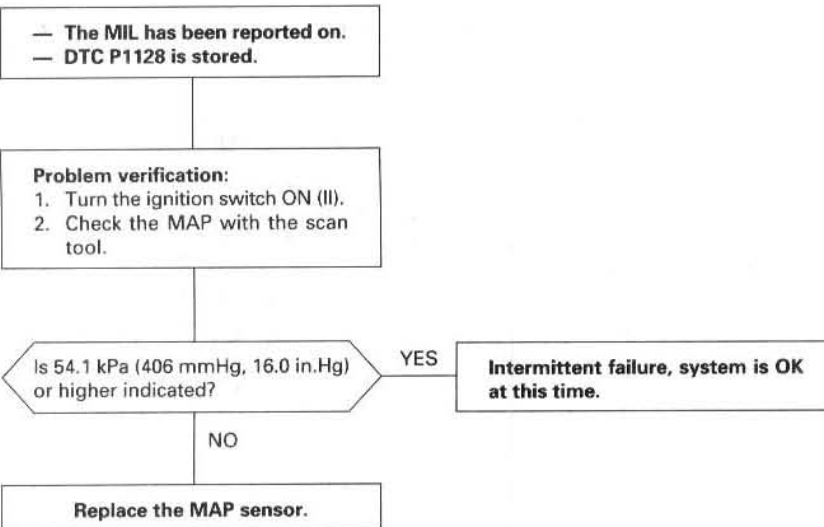 — The MIL has been reported on.
— DTC P1128 is stored.
Problem verification:
1. Turn the ignition switch ON (II).
2. Check the MAP with the scan
tool.
Is 54.1 kPa (406 mmHg, 16.0 in.Hg)
or higher indicated?
YES
Intermittent failure, system is OK
at this time.
NO
Replace the MAP sensor.